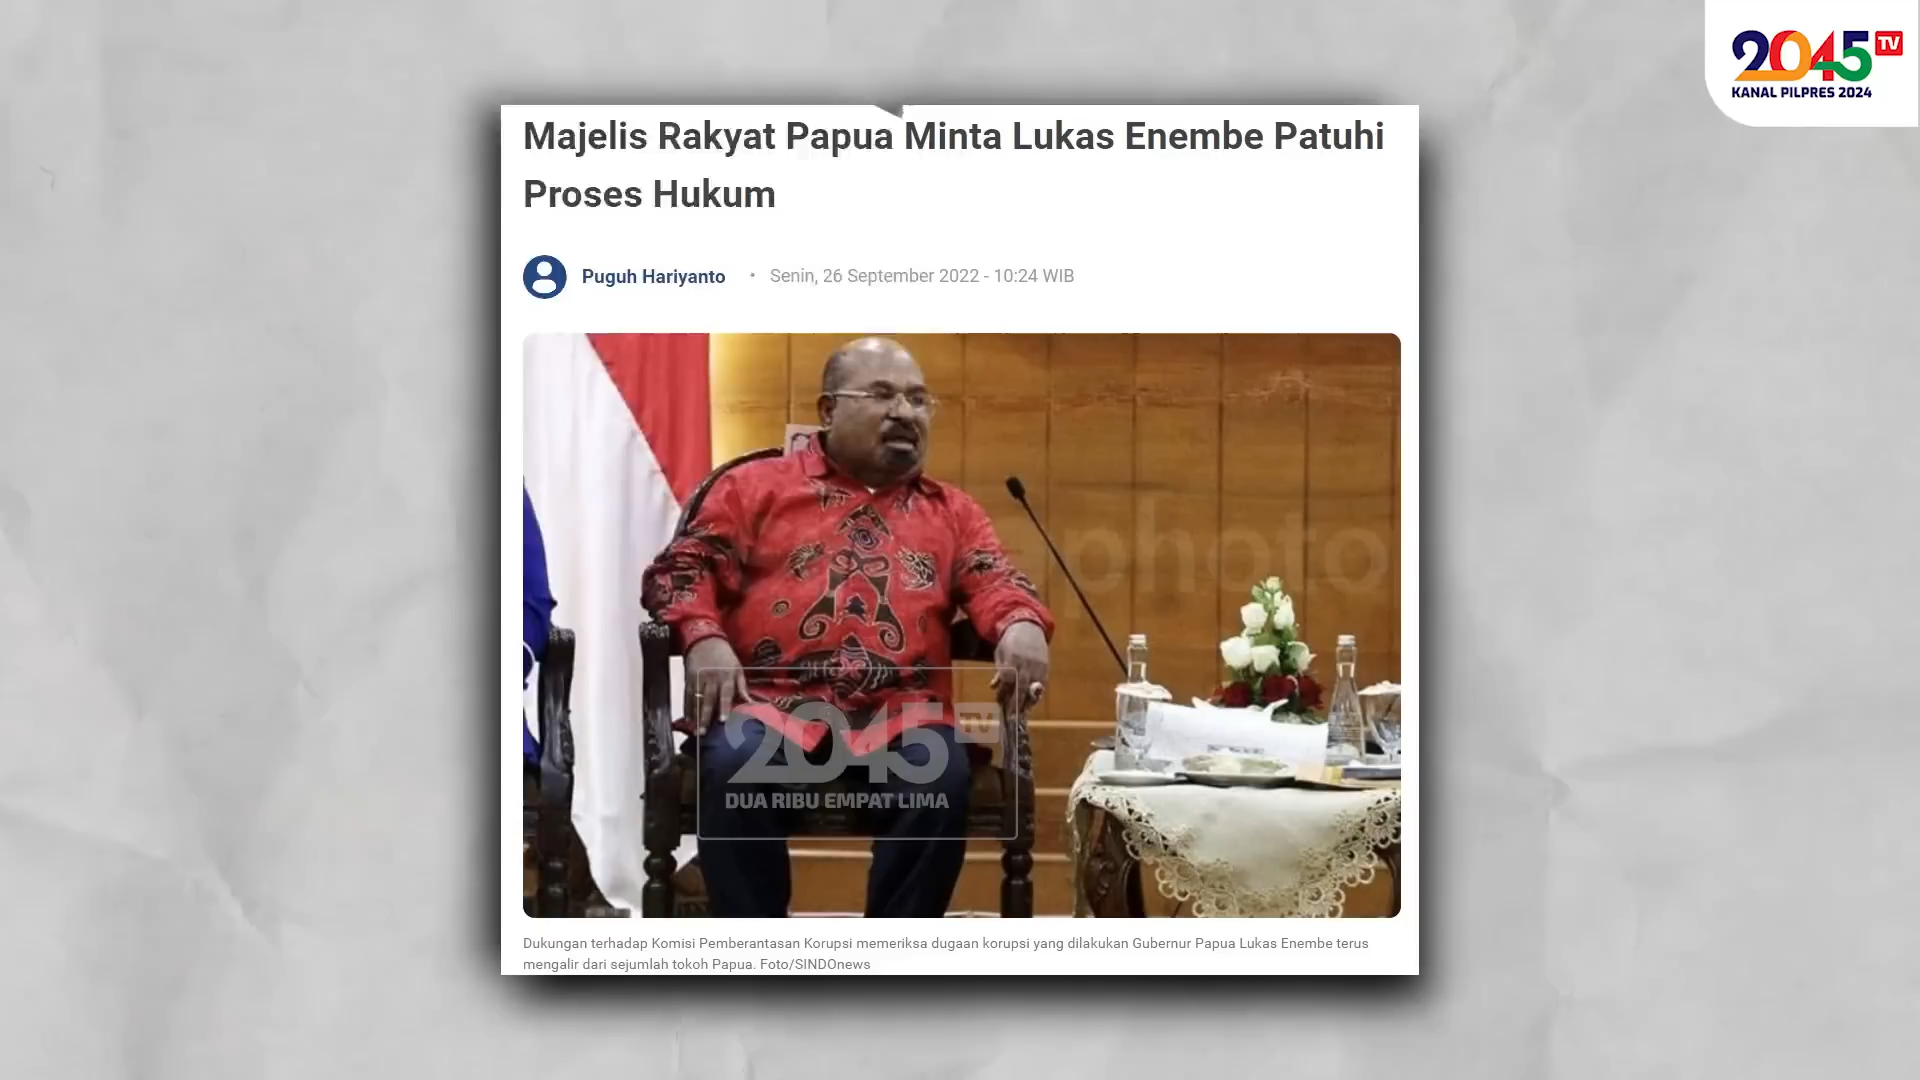 2045 TV
KANAL PILPRES 2024
Majelis Rakyat Papua Minta Lukas Enembe Patuhi
Proses Hukum
Puguh Hariyanto • Senin, 26 September 2022 - 10:24 WIB
photo
2045 TV
DUA RIBU EMPAT LIMA
Dukungan terhadap Komisi Pemberantasan Korupsi memeriksa dugaan korupsi yang dilakukan Gubernur Papua Lukas Enembe terus
mengalir dari sejumlah tokoh Papua. Foto/SINDOnews